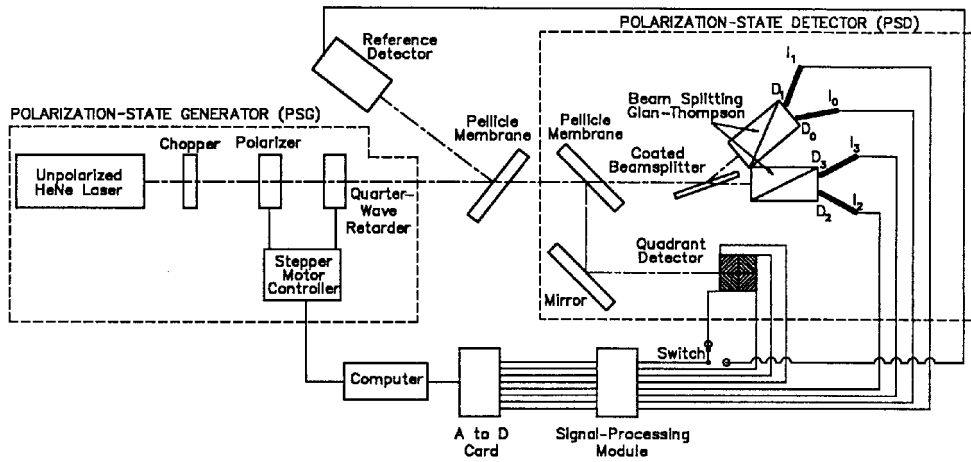 POLARIZATION-STATE DETECTOR (PSD)
Reference
Detector
I1
D1
I0
Beam Splitting
Glan-Thompson
D0
POLARIZATION-STATE GENERATOR (PSG)
Pellicle
Membrane
Pellicle
Membrane
Chopper
Polarizer
Coated
Beamsplitter
D3
I3
Unpolarized
HeNe Laser
Quarter-
Wave
Retarder
D2
I2
Stepper
Motor
Controller
Quadrant
Detector
Mirror
Switch
Computer
A to D
Card
Signal-Processing
Module